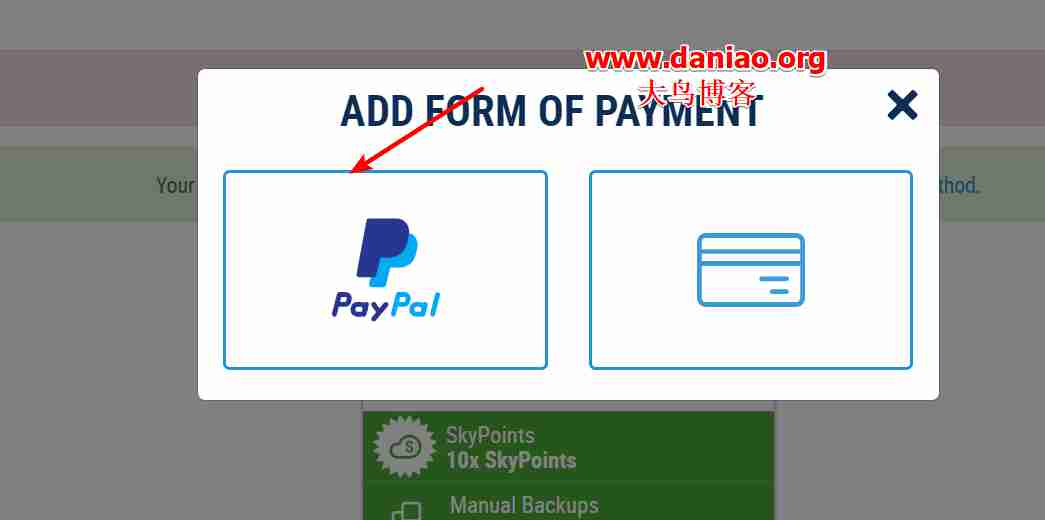 www.daniao.org
大鸟博客
ADD FORM OF PAYMENT
Your
thod.
PayPal
SkyPoints
10x SkyPoints
Manual Backups